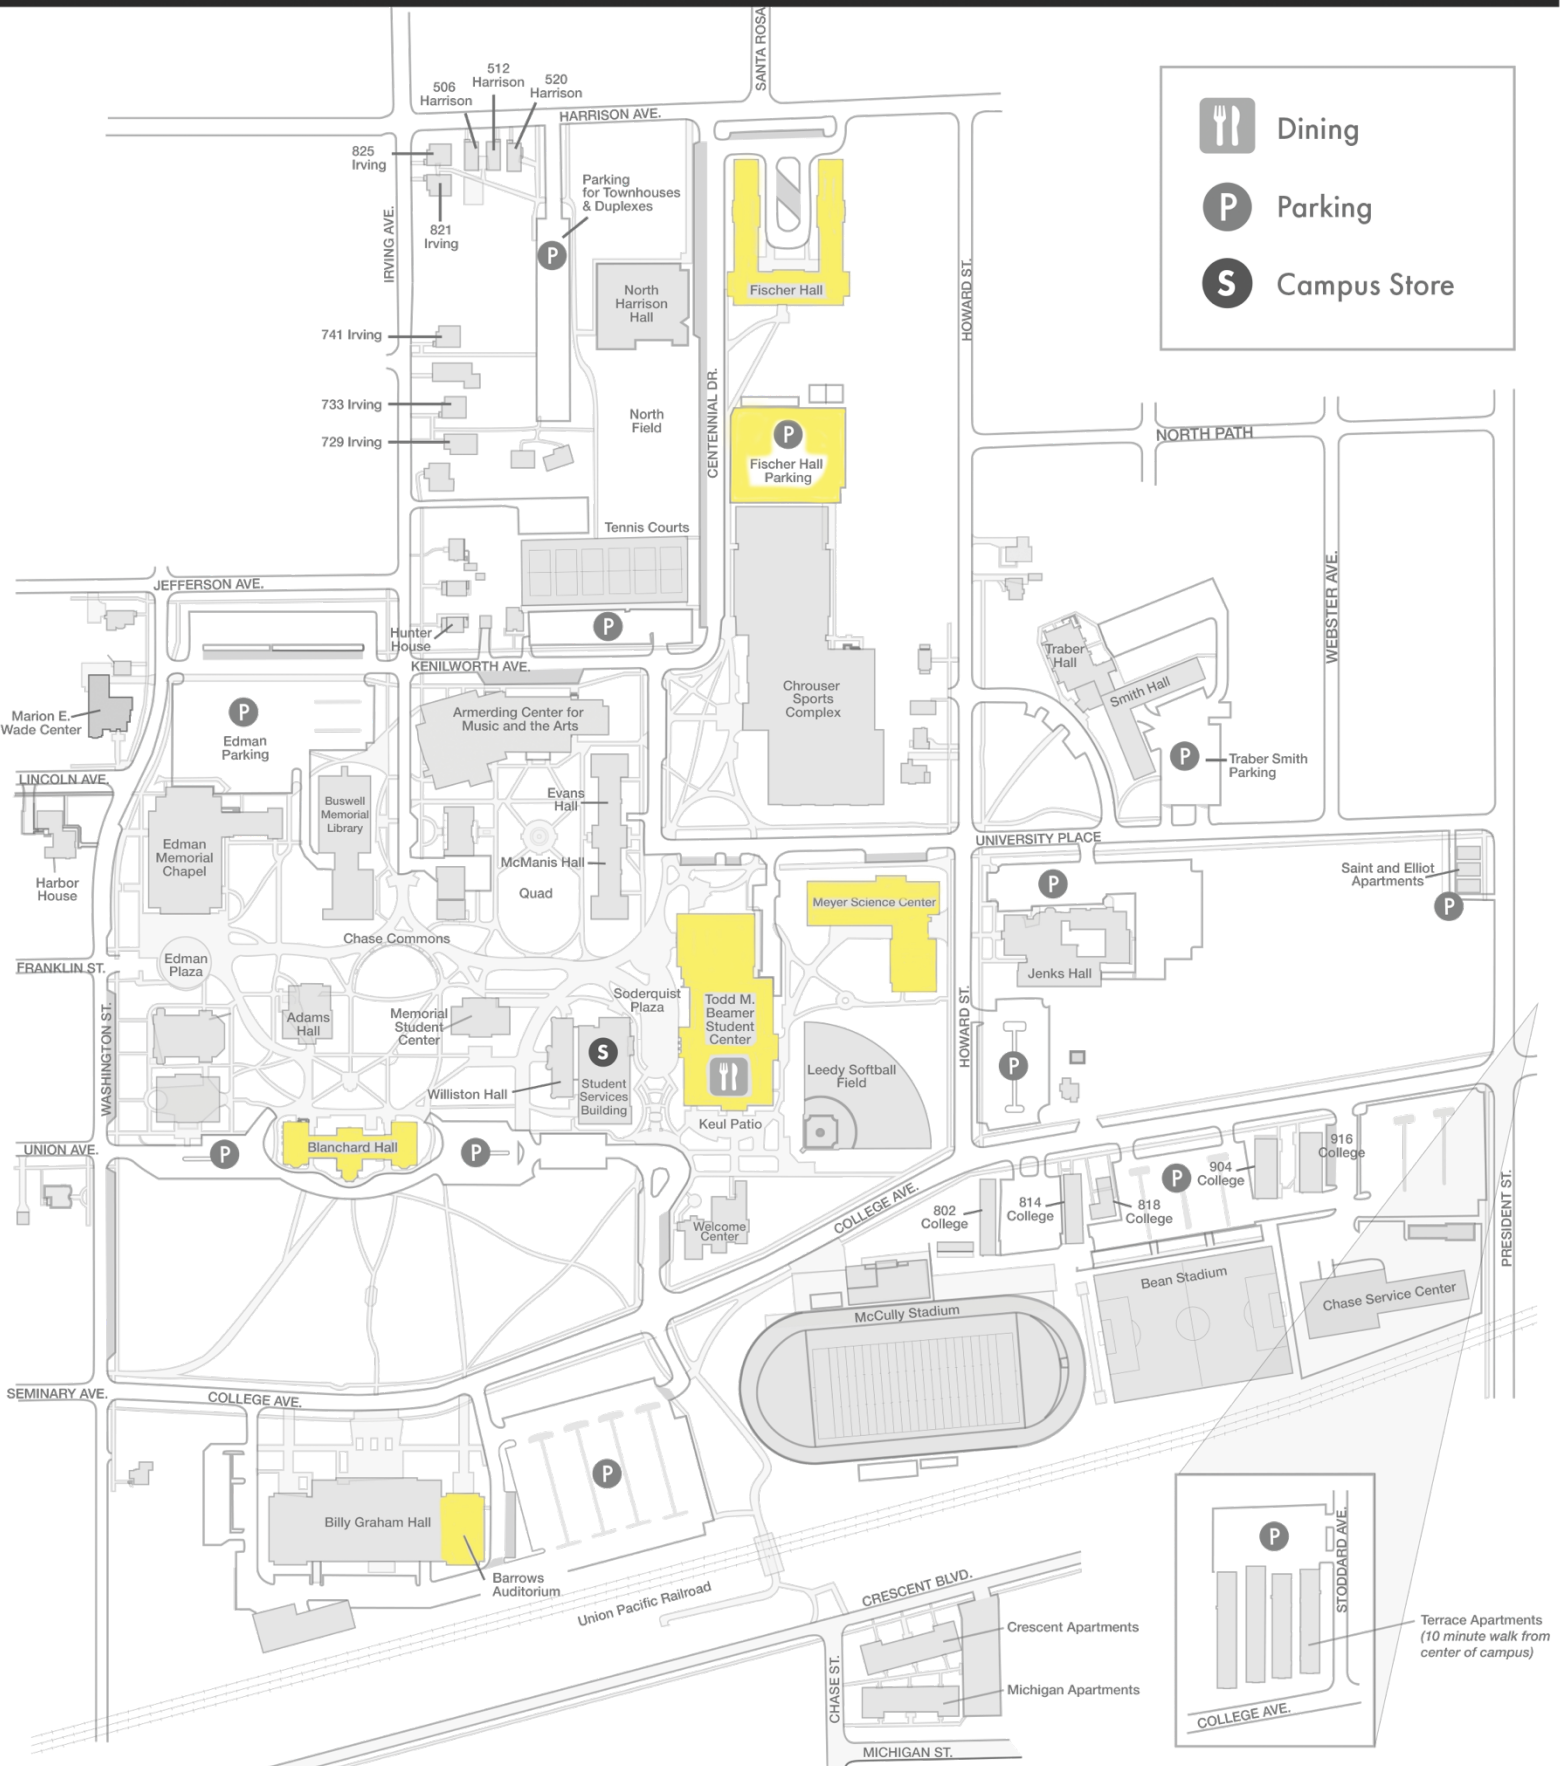 SANTA ROSA
512
Harrison
506
Harrison
520
Harrison
HARRISON AVE.
Dining
P
Parking
S
Campus Store
825
Irving
821
Irving
IRVING AVE.
Parking
for Townhouses
& Duplexes
P
North
Harrison
Hall
Fischer Hall
HOWARD ST.
741 Irving
733 Irving
729 Irving
North
Field
CENTENNIAL DR.
P
Fischer Hall
Parking
NORTH PATH
Tennis Courts
JEFFERSON AVE.
P
Hunter
House
KENILWORTH AVE.
WEBSTER AVE.
Traber
Hall
Smith Hall
Marion E.
Wade Center
P
Edman
Parking
Armerding Center for
Music and the Arts
Chrouser
Sports
Complex
P
Traber Smith
Parking
LINCOLN AVE.
Buswell
Memorial
Library
Evans
Hall
UNIVERSITY PLACE
Edman
Memorial
Chapel
McManis Hall
Quad
Harbor
House
P
Saint and Elliot
Apartments
P
Meyer Science Center
Chase Commons
Edman
Plaza
FRANKLIN ST.
Jenks Hall
Soderquist
Plaza
Todd M.
Beamer
Student
Center
WASHINGTON ST.
Adams
Hall
Memorial
Student
Center
S
Student
Services
Building
Williston Hall
HOWARD ST.
P
Leedy Softball
Field
Keul Patio
UNION AVE.
P
Blanchard Hall
P
916
College
904
College
P
818
College
814
College
802
College
COLLEGE AVE.
Welcome
Center
PRESIDENT ST.
Bean Stadium
Chase Service Center
McCully Stadium
SEMINARY AVE.
COLLEGE AVE.
P
Billy Graham Hall
Barrows
Auditorium
Union Pacific Railroad
CRESCENT BLVD.
Crescent Apartments
Michigan Apartments
CHASE ST.
MICHIGAN ST.
P
STODDARD AVE.
Terrace Apartments
(10 minute walk from
center of campus)
COLLEGE AVE.